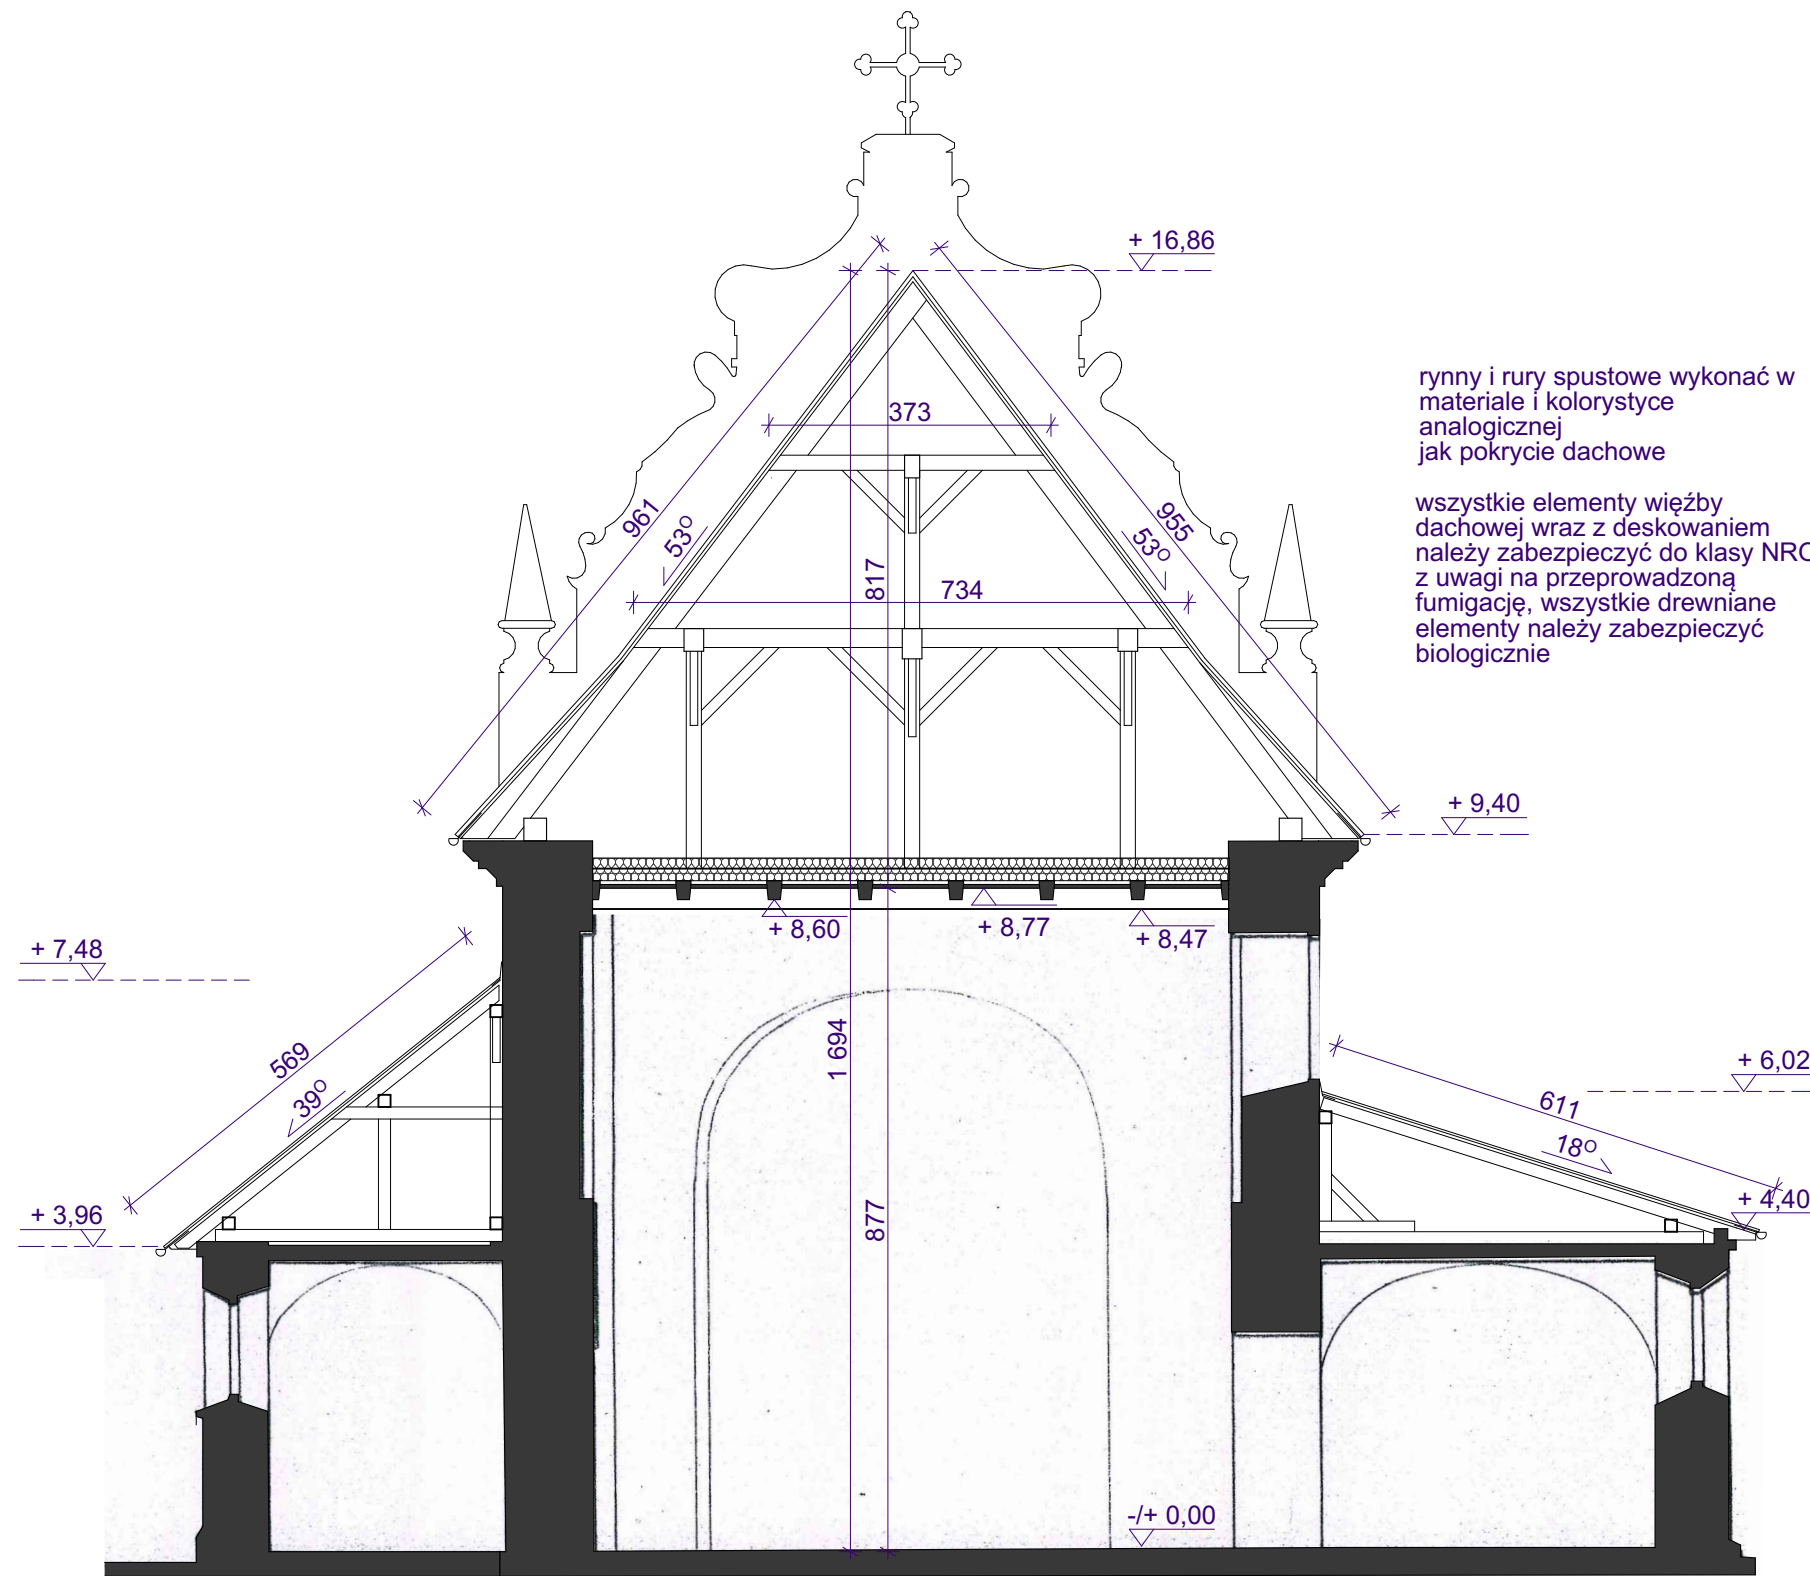 + 16,86
rynny i rury spustowe wykonać w
materiale i kolorystyce
analogicznej
jak pokrycie dachowe
373
961
53°
955
53°
wszystkie elementy więźby
dachowej wraz z deskowaniem
należy zabezpieczyć do klasy NRO
z uwagi na przeprowadzoną
fumigację, wszystkie drewniane
elementy należy zabezpieczyć
biologicznie
817
734
+ 9,40
+ 8,60
+ 8,77
+ 8,47
+ 7,48
569
39°
1 694
+ 6,02
611
18°
+ 3,96
877
+ 4,40
-/+ 0,00